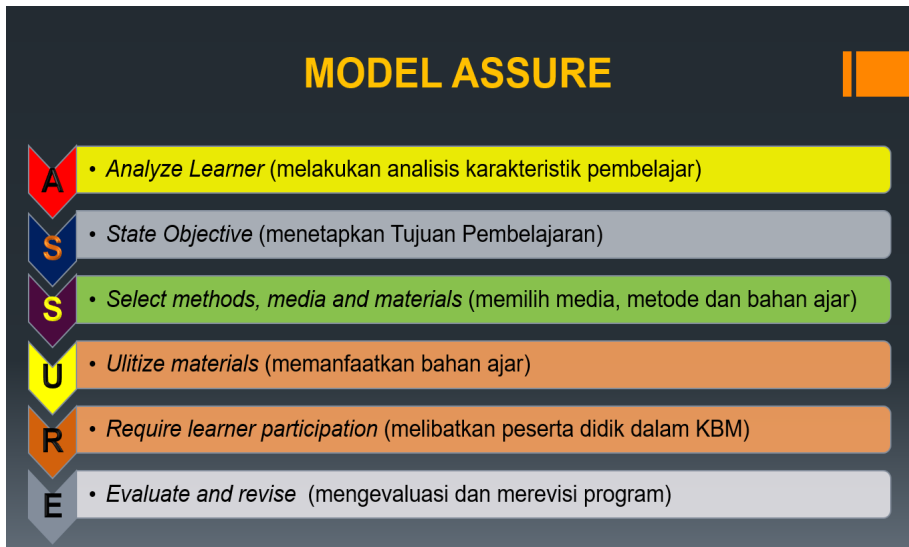 MODEL ASSURE
A • Analyze Learner (melakukan analisis karakteristik pembelajar)
S • State Objective (menetapkan Tujuan Pembelajaran)
S • Select methods, media and materials (memilih media, metode dan bahan ajar)
U • Ulitize materials (memanfaatkan bahan ajar)
R • Require learner participation (melibatkan peserta didik dalam KBM)
E • Evaluate and revise (mengevaluasi dan merevisi program)